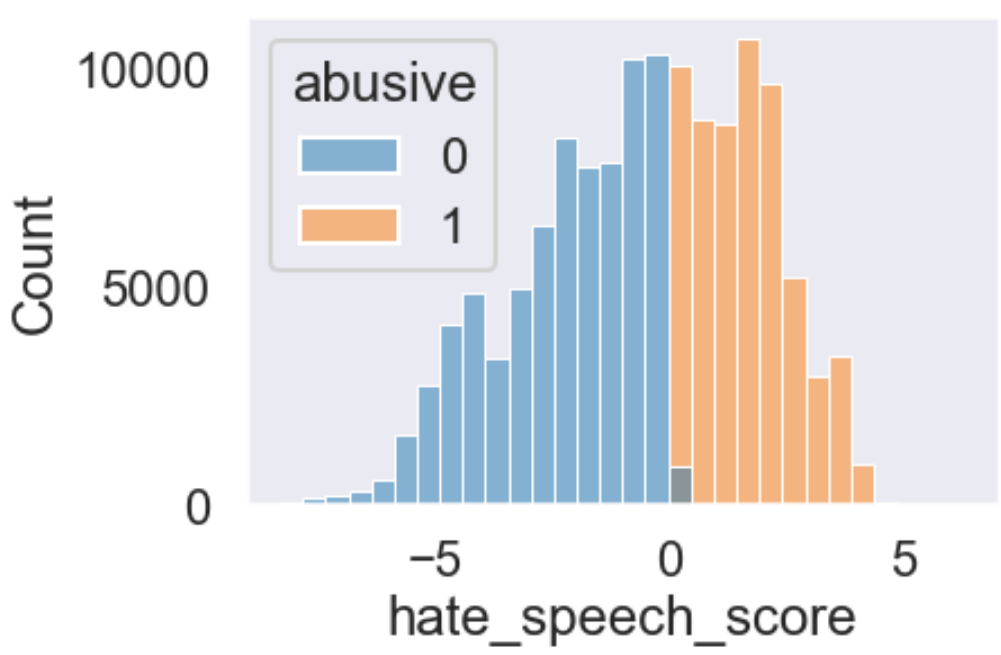 abusive
0
1
Count
10000
5000
0
−5 0 5
hate_speech_score